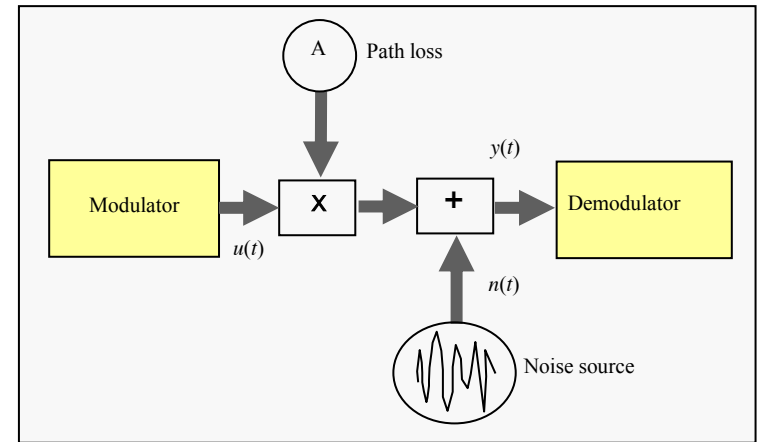 A
Path loss
y(t)
Modulator
X
+
Demodulator
u(t)
n(t)
Noise source